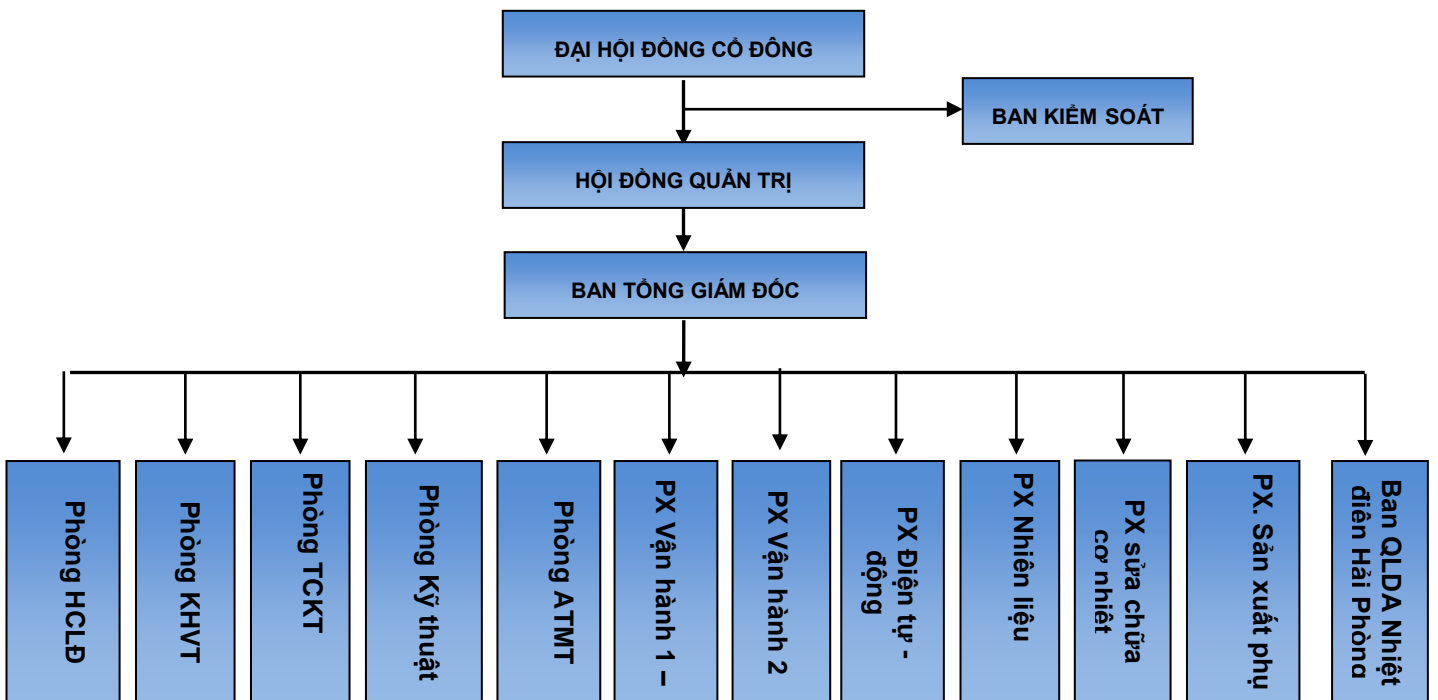 ĐẠI HỘI ĐỒNG CỔ ĐÔNG
BAN KIỂM SOÁT
HỘI ĐỒNG QUẢN TRỊ
BAN TỔNG GIÁM ĐỐC
Phòng HCLĐ
Phòng KHVT
Phòng TCKT
Phòng Kỹ thuật
Phòng ATMT
PX Vận hành 1 –
PX Vận hành 2
PX Điện tự -
động
PX Nhiên liệu
PX sửa chữa
cơ nhiệt
PX. Sản xuất phụ
Ban QLDA Nhiệt
điện Hải Phòng